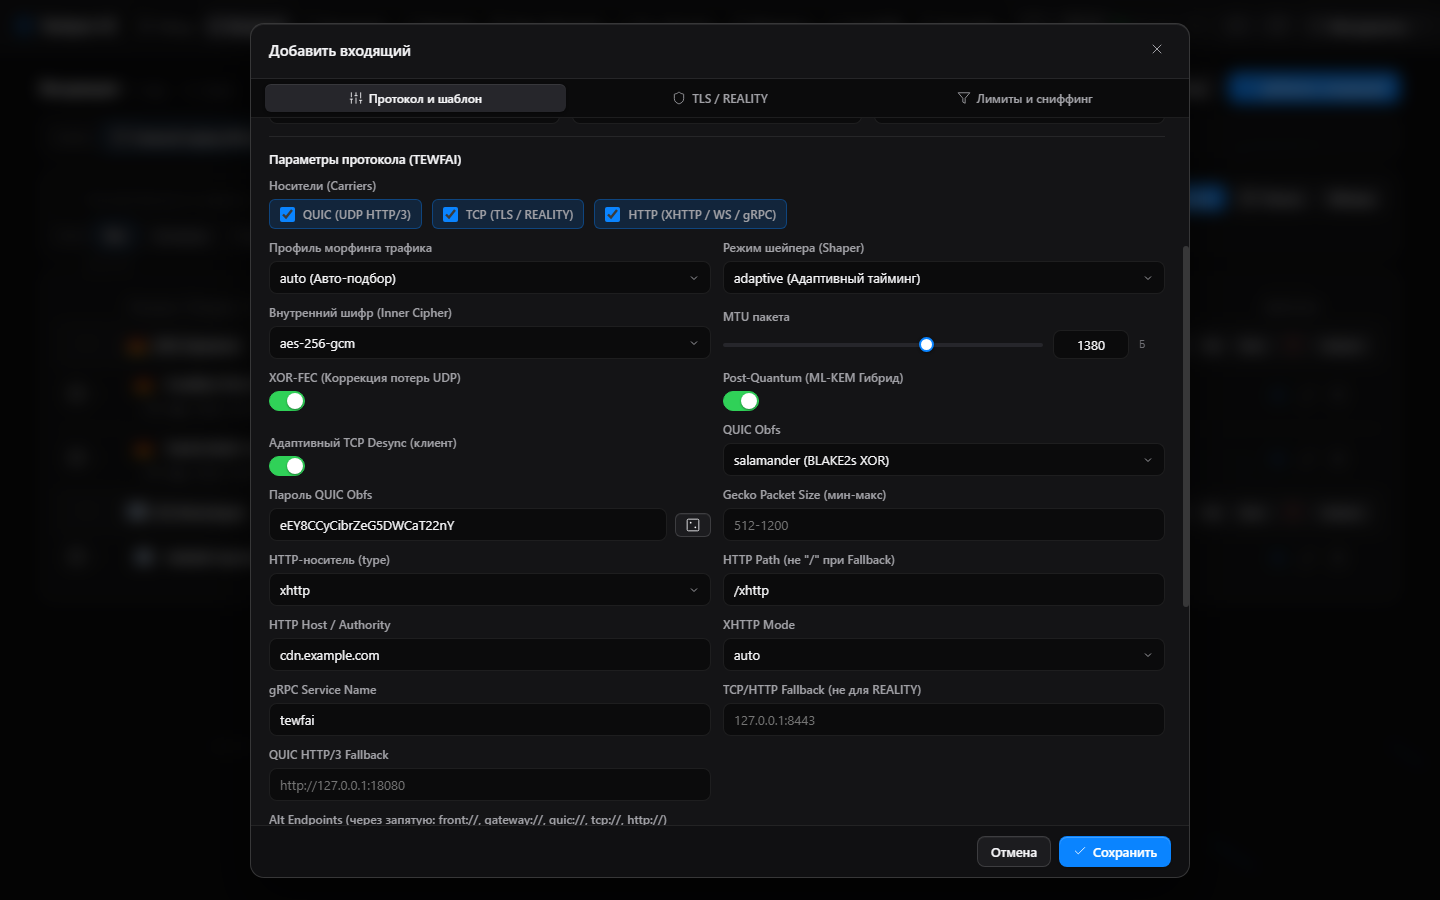 Добавить входящий
Протокол и шаблон
TLS / REALITY
Лимиты и сниффинг
Параметры протокола (TEWFAI)
Носители (Carriers)
QUIC (UDP HTTP/3)
TCP (TLS / REALITY)
HTTP (XHTTP / WS / gRPC)
Профиль морфинга трафика
Режим шейпера (Shaper)
auto (Авто-подбор)
adaptive (Адаптивный тайминг)
Внутренний шифр (Inner Cipher)
MTU пакета
aes-256-gcm
1380
Б
XOR-FEC (Коррекция потерь UDP)
Post-Quantum (ML-KEM Гибрид)
Адаптивный TCP Desync (клиент)
QUIC Obfs
salamander (BLAKE2s XOR)
Пароль QUIC Obfs
Gecko Packet Size (мин-макс)
eEY8CCyCibrZeG5DWCaT22nY
512-1200
HTTP-носитель (type)
HTTP Path (не "/" при Fallback)
xhttp
/xhttp
HTTP Host / Authority
XHTTP Mode
cdn.example.com
auto
gRPC Service Name
TCP/HTTP Fallback (не для REALITY)
tewfai
127.0.0.1:8443
QUIC HTTP/3 Fallback
http://127.0.0.1:18080
Alt Endpoints (через запятую: front://, gateway://, quic://, tcp://, http://)
Отмена
Сохранить